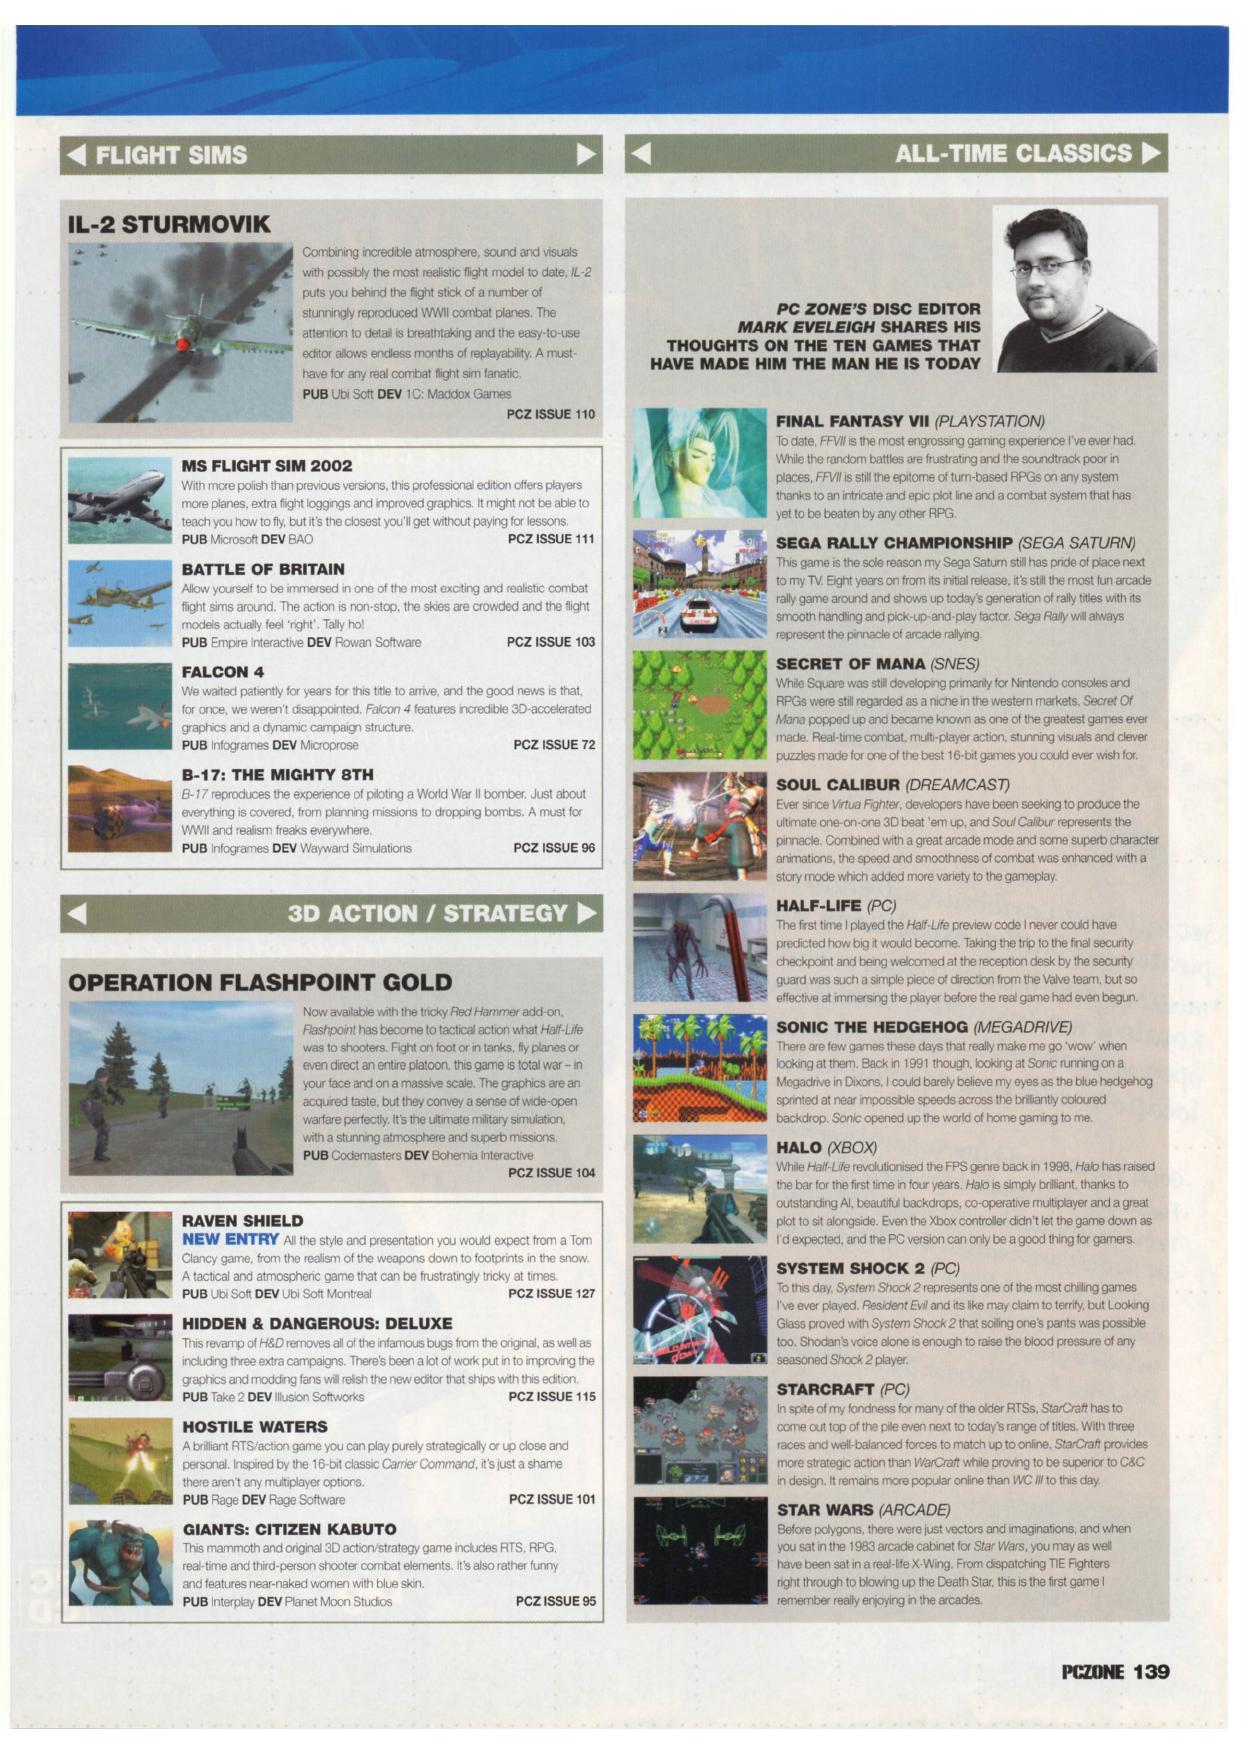 FLIGHT SIMS
IL-2 STURMOVIK
Combining incredible atmosphere, sound and visuals
with possibly the most realistic flight model to date, IL-2
puts you behind the flight stick of a number of
stunningly reproduced WWII combat planes. The
attention to detail is breathtaking and the easy-to-use
editor allows endless months of replayability. A must-
have for any real combat flight sim fanatic.
PUB Ubi Soft DEV 1C: Maddox Games
PCZ ISSUE 110
MS FLIGHT SIM 2002
With more polish than previous versions, this professional edition offers players
more planes, extra flight loggings and improved graphics. It might not be able to
teach you how to fly, but it's the closest you'll get without paying for lessons.
PUB Microsoft DEV BAO PCZ ISSUE 111
BATTLE OF BRITAIN
Allow yourself to be immersed in one of the most exciting and realistic combat
flight sims around. The action is non-stop, the skies are crowded and the flight
models actually feel 'right'. Tally ho!
PUB Empire Interactive DEV Rowan Software PCZ ISSUE 103
FALCON 4
We waited patiently for years for this title to arrive, and the good news is that,
for once, we weren't disappointed. Falcon 4 features incredible 3D-accelerated
graphics and a dynamic campaign structure.
PUB Infogrames DEV Microprose PCZ ISSUE 72
B-17: THE MIGHTY 8TH
B-17 reproduces the experience of piloting a World War II bomber. Just about
everything is covered, from planning missions to dropping bombs. A must for
WWII and realism freaks everywhere.
PUB Infogrames DEV Wayward Simulations PCZ ISSUE 96
3D ACTION / STRATEGY
OPERATION FLASHPOINT GOLD
Now available with the tricky Red Hammer add-on,
Flashpoint has become to tactical action what Half-Life
was to shooters. Fight on foot or in tanks, fly planes or
even direct an entire platoon, this game is total war – in
your face and on a massive scale. The graphics are an
acquired taste, but they convey a sense of wide-open
warfare perfectly. It's the ultimate military simulation,
with a stunning atmosphere and superb missions.
PUB Codemasters DEV Bohemia Interactive
PCZ ISSUE 104
RAVEN SHIELD
NEW ENTRY All the style and presentation you would expect from a Tom
Clancy game, from the realism of the weapons down to footprints in the snow.
A tactical and atmospheric game that can be frustratingly tricky at times.
PUB Ubi Soft DEV Ubi Soft Montreal PCZ ISSUE 127
HIDDEN & DANGEROUS: DELUXE
This revamp of H&D removes all of the infamous bugs from the original, as well as
including three extra campaigns. There's been a lot of work put in to improving the
graphics and modding fans will relish the new editor that ships with this edition.
PUB Take 2 DEV Illusion Softworks PCZ ISSUE 115
HOSTILE WATERS
A brilliant RTS/action game you can play purely strategically or up close and
personal. Inspired by the 16-bit classic Carrier Command, it's just a shame
there aren't any multiplayer options.
PUB Rage DEV Rage Software PCZ ISSUE 101
GIANTS: CITIZEN KABUTO
This mammoth and original 3D action/strategy game includes RTS, RPG,
real-time and third-person shooter combat elements. It's also rather funny
and features near-naked women with blue skin.
PUB Interplay DEV Planet Moon Studios PCZ ISSUE 95
ALL-TIME CLASSICS
PC ZONE'S DISC EDITOR
MARK EVELEIGH SHARES HIS
THOUGHTS ON THE TEN GAMES THAT
HAVE MADE HIM THE MAN HE IS TODAY
FINAL FANTASY VII (PLAYSTATION)
To date, FFVII is the most engrossing gaming experience I've ever had.
While the random battles are frustrating and the soundtrack poor in
places, FFVII is still the epitome of turn-based RPGs on any system
thanks to an intricate and epic plot line and a combat system that has
yet to be beaten by any other RPG.
SEGA RALLY CHAMPIONSHIP (SEGA SATURN)
This game is the sole reason my Sega Saturn still has pride of place next
to my TV. Eight years on from its initial release, it's still the most fun arcade
rally game around and shows up today's generation of rally titles with its
smooth handling and pick-up-and-play factor. Sega Rally will always
represent the pinnacle of arcade rallying.
SECRET OF MANA (SNES)
While Square was still developing primarily for Nintendo consoles and
RPGs were still regarded as a niche in the western markets, Secret Of
Mana popped up and became known as one of the greatest games ever
made. Real-time combat, multi-player action, stunning visuals and clever
puzzles made for one of the best 16-bit games you could ever wish for.
SOUL CALIBUR (DREAMCAST)
Ever since Virtua Fighter, developers have been seeking to produce the
ultimate one-on-one 3D beat 'em up, and Soul Calibur represents the
pinnacle. Combined with a great arcade mode and some superb character
animations, the speed and smoothness of combat was enhanced with a
story mode which added more variety to the gameplay.
HALF-LIFE (PC)
The first time I played the Half-Life preview code I never could have
predicted how big it would become. Taking the trip to the final security
checkpoint and being welcomed at the reception desk by the security
guard was such a simple piece of direction from the Valve team, but so
effective at immersing the player before the real game had even begun.
SONIC THE HEDGEHOG (MEGADRIVE)
There are few games these days that really make me go 'wow' when
looking at them. Back in 1991 though, looking at Sonic running on a
Megadrive in Dixons, I could barely believe my eyes as the blue hedgehog
sprinted at near impossible speeds across the brilliantly coloured
backdrop. Sonic opened up the world of home gaming to me.
HALO (XBOX)
While Half-Life revolutionised the FPS genre back in 1998, Halo has raised
the bar for the first time in four years. Halo is simply brilliant, thanks to
outstanding AI, beautiful backdrops, co-operative multiplayer and a great
plot to sit alongside. Even the Xbox controller didn't let the game down as
I'd expected, and the PC version can only be a good thing for gamers.
SYSTEM SHOCK 2 (PC)
To this day, System Shock 2 represents one of the most chilling games
I've ever played. Resident Evil and its like may claim to terrify, but Looking
Glass proved with System Shock 2 that soiling one's pants was possible
too. Shodan's voice alone is enough to raise the blood pressure of any
seasoned Shock 2 player.
STARCRAFT (PC)
In spite of my fondness for many of the older RTSs, StarCraft has to
come out top of the pile even next to today's range of titles. With three
races and well-balanced forces to match up to online, StarCraft provides
more strategic action than WarCraft while proving to be superior to C&C
in design. It remains more popular online than WC III to this day.
STAR WARS (ARCADE)
Before polygons, there were just vectors and imaginations, and when
you sat in the 1983 arcade cabinet for Star Wars, you may as well
have been sat in a real-life X-Wing. From dispatching TIE Fighters
right through to blowing up the Death Star, this is the first game I
remember really enjoying in the arcades.
PCZONE 139